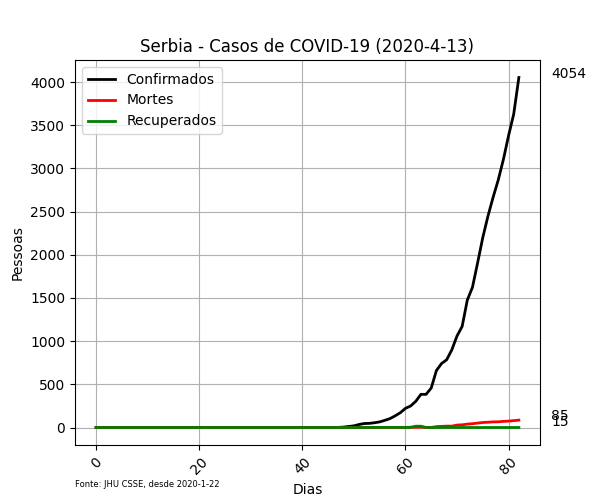 Serbia - Casos de COVID-19 (2020-4-13)
Confirmados
Mortes
Recuperados
4054
4000
3500
3000
2500
2000
1500
1000
500
0
85
15
Pessoas
0
20
40
60
80
Dias
Fonte: JHU CSSE, desde 2020-1-22